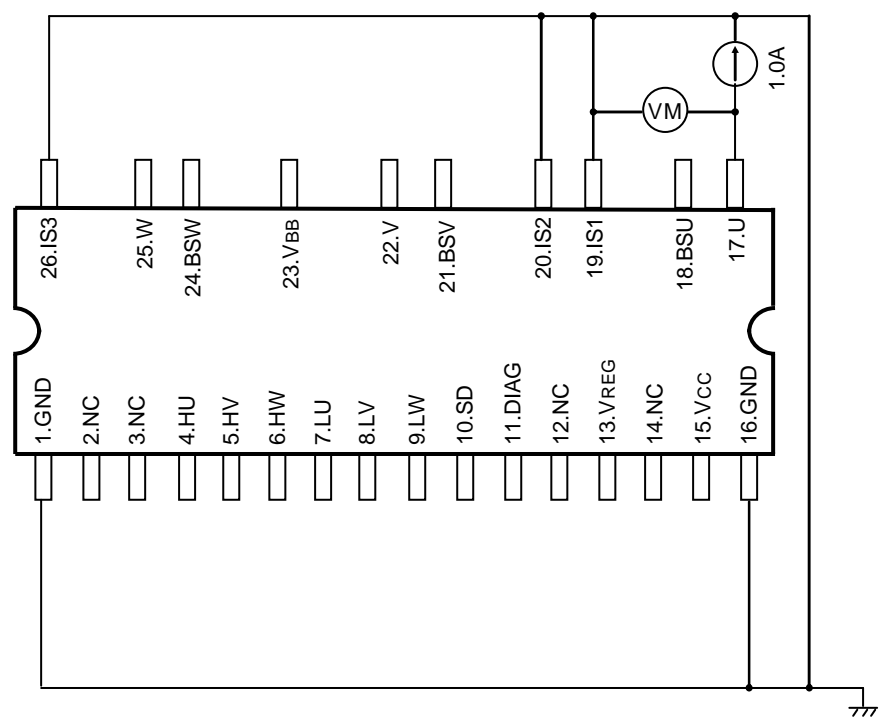 1.0A
VM
26.IS3
25.W
24.BSW
23.VBB
22.V
21.BSV
20.IS2
19.IS1
18.BSU
17.U
1.GND
2.NC
3.NC
4.HU
5.HV
6.HW
7.LU
8.LV
9.LW
10.SD
11.DIAG
12.NC
13.VREG
14.NC
15.VCC
16.GND